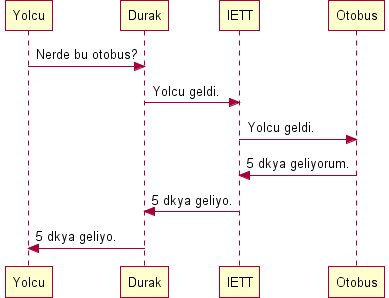 Yolcu Durak IETT Otobus
Nerde bu otobus?
Yolcu geldi.
Yolcu geldi.
5 dkya geliyorum.
5 dkya geliyo.
5 dkya geliyo.
Yolcu Durak IETT Otobus